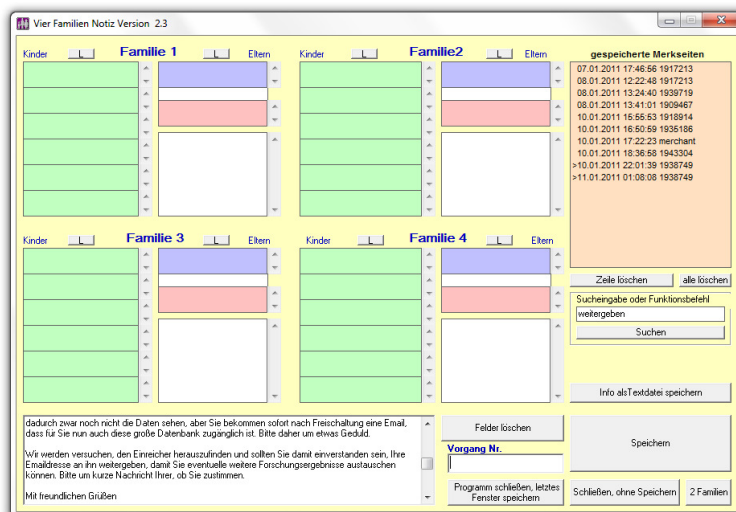 Vier Familien Notiz Version 2.3
Kinder L Familie 1 L Eltern
Kinder L Familie2 L Eltern
gespeicherte Merkseiten
07.01.2011 17:46:56 1917213
08.01.2011 12:22:48 1917213
08.01.2011 13:24:40 1939719
08.01.2011 13:41:01 1909467
10.01.2011 15:55:53 1918914
10.01.2011 16:50:59 1935186
10.01.2011 17:22:23 merchant
10.01.2011 18:36:58 1943304
>10.01.2011 22:01:39 1938749
>11.01.2011 01:08:08 1938749
Kinder L Familie 3 L Eltern
Kinder L Familie 4 L Eltern
Zeile löschen alle löschen
Sucheingabe oder Funktionsbefehl
weitergeben
Suchen
Info alsTextdatei speichern
dadurch zwar noch nicht die Daten sehen, aber Sie bekommen sofort nach Freischaltung eine Email,
dass für Sie nun auch diese große Datenbank zugänglich ist. Bitte daher um etwas Geduld.
Wir werden versuchen, den Einreicher herauszufinden und sollten Sie damit einverstanden sein, Ihre
Emailadresse an ihn weitergeben, damit Sie eventuelle weitere Forschungsergebnisse austauschen
können. Bitte um kurze Nachricht Ihrer, ob Sie zustimmen.
Mit freundlichen Grüßen
Felder löschen
Vorgang Nr.
Programm schließen, letztes
Fenster speichern
Speichern
Schließen, ohne Speichern
2 Familien